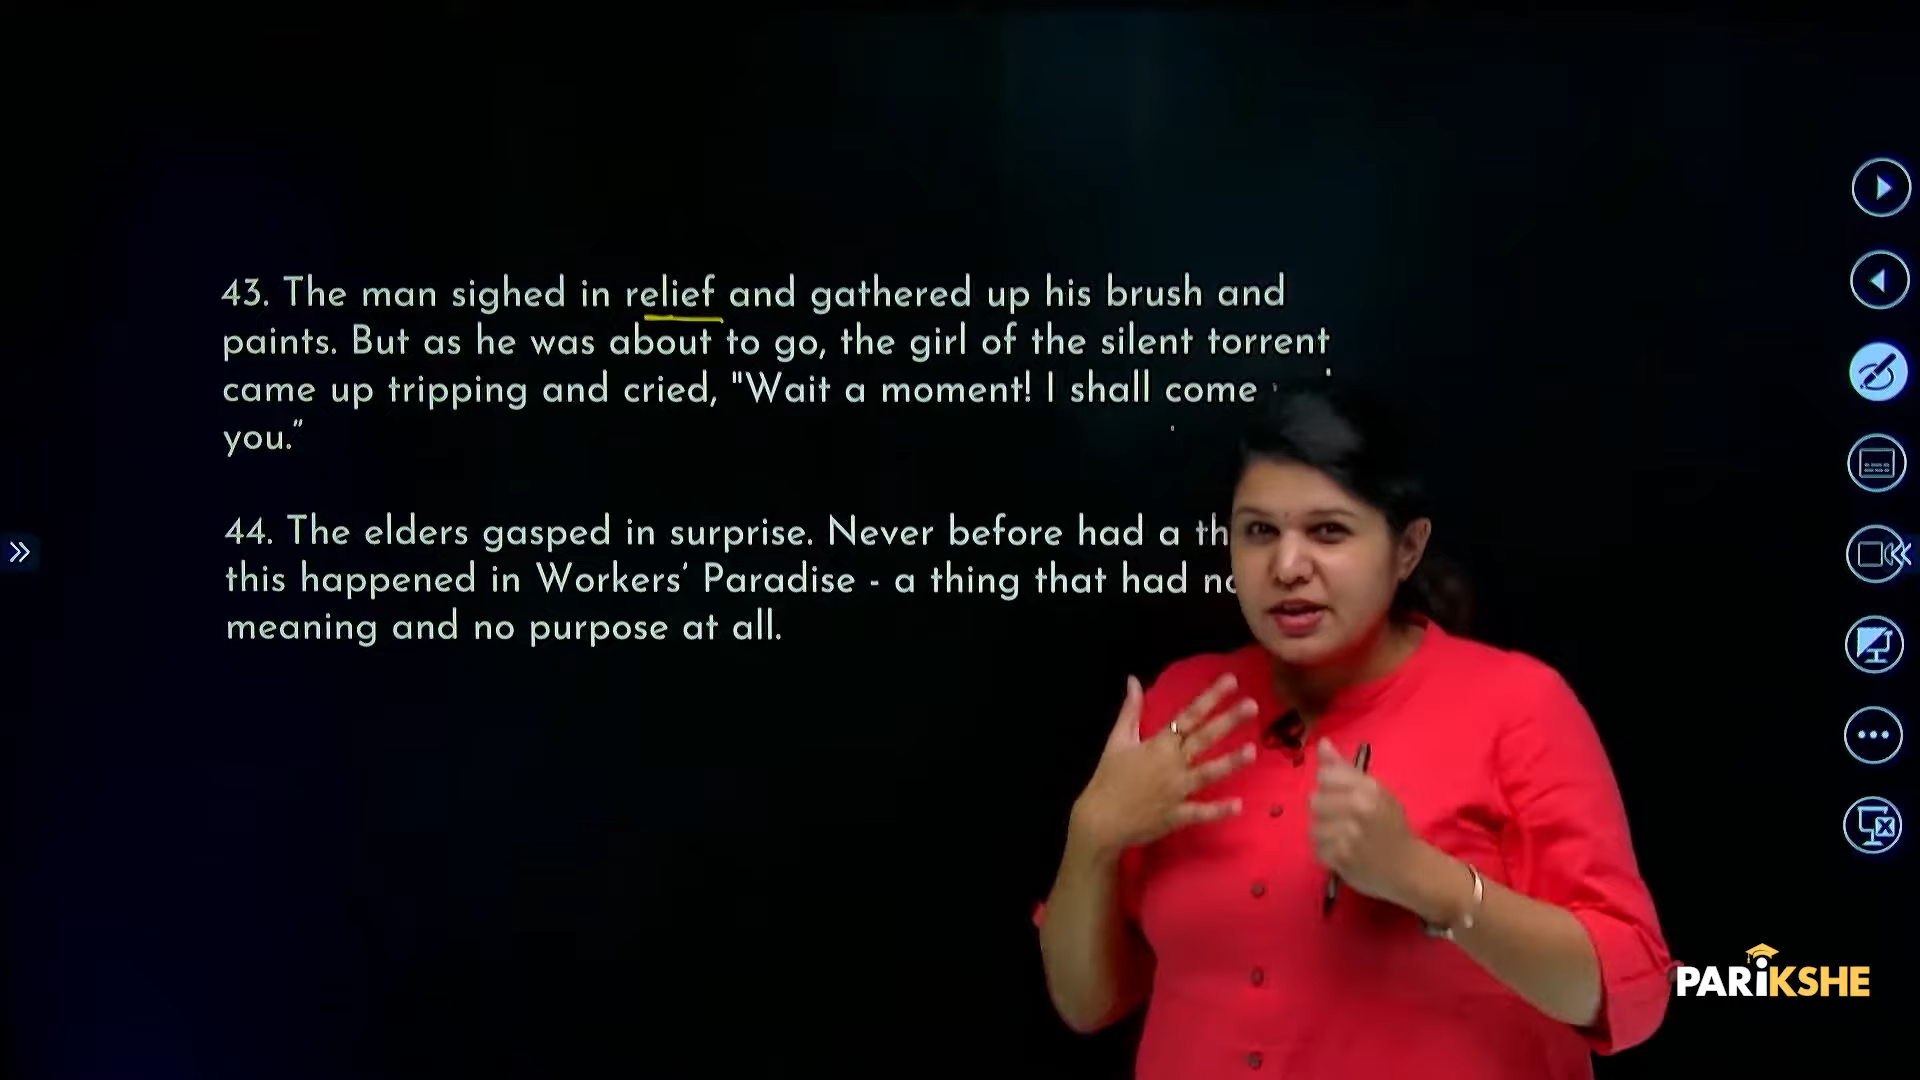 43. The man sighed in relief and gathered up his brush and
paints. But as he was about to go, the girl of the silent torrent
came up tripping and cried, "Wait a moment! I shall come
you."
44. The elders gasped in surprise. Never before had a
this happened in Workers' Paradise - a thing that had
meaning and no purpose at all.
PARiKSHE